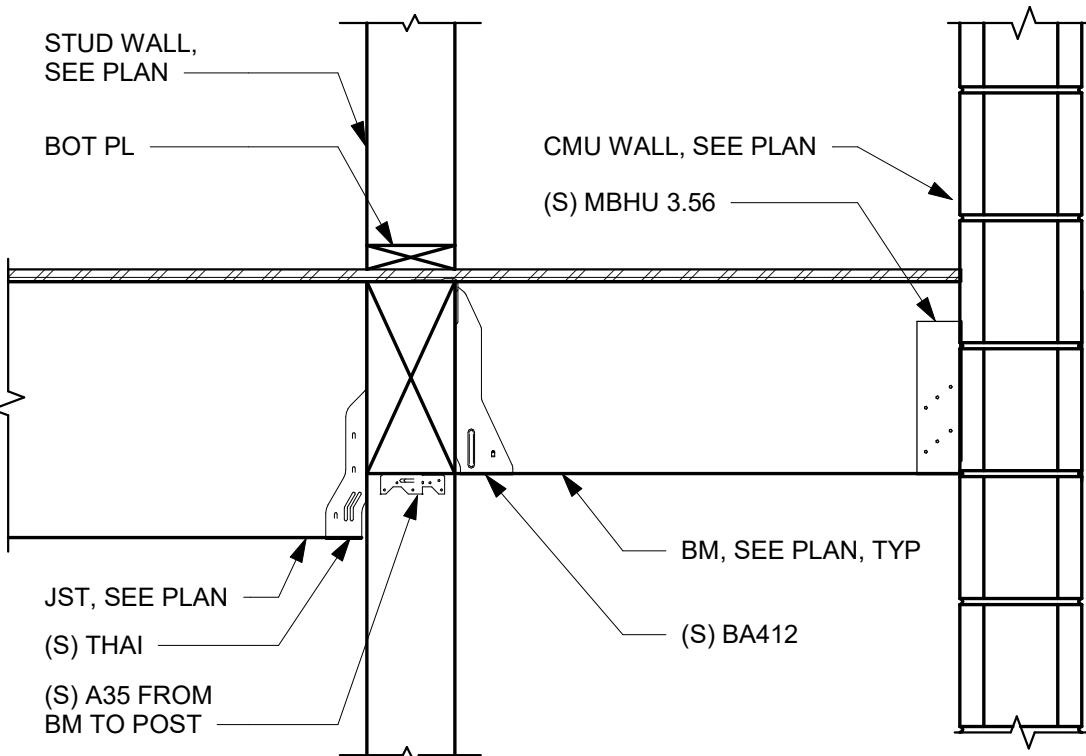 STUD WALL,
SEE PLAN
BOT PL
CMU WALL, SEE PLAN
(S) MBHU 3.56
JST, SEE PLAN
(S) THAI
(S) A35 FROM
BM TO POST
BM, SEE PLAN, TYP
(S) BA412